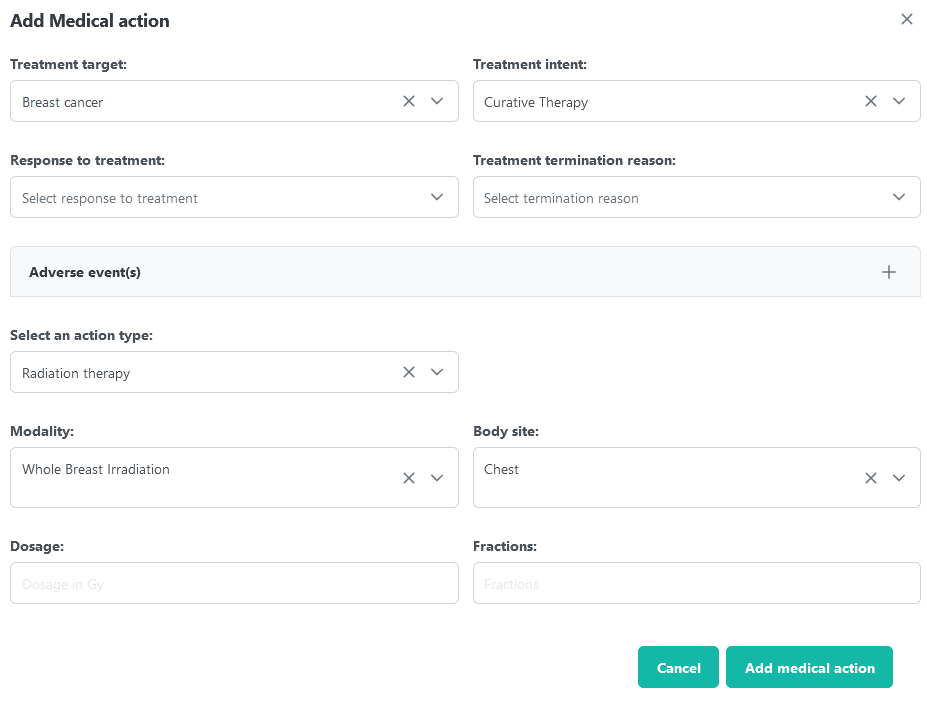 Add Medical action
Treatment target:
Treatment intent:
Breast cancer
Curative Therapy
Response to treatment:
Treatment termination reason:
Select response to treatment
Select termination reason
Adverse event(s)
Select an action type:
Radiation therapy
Modality:
Body site:
Whole Breast Irradiation
Chest
Dosage:
Fractions:
Dosage in Gy
Fractions
Cancel
Add medical action